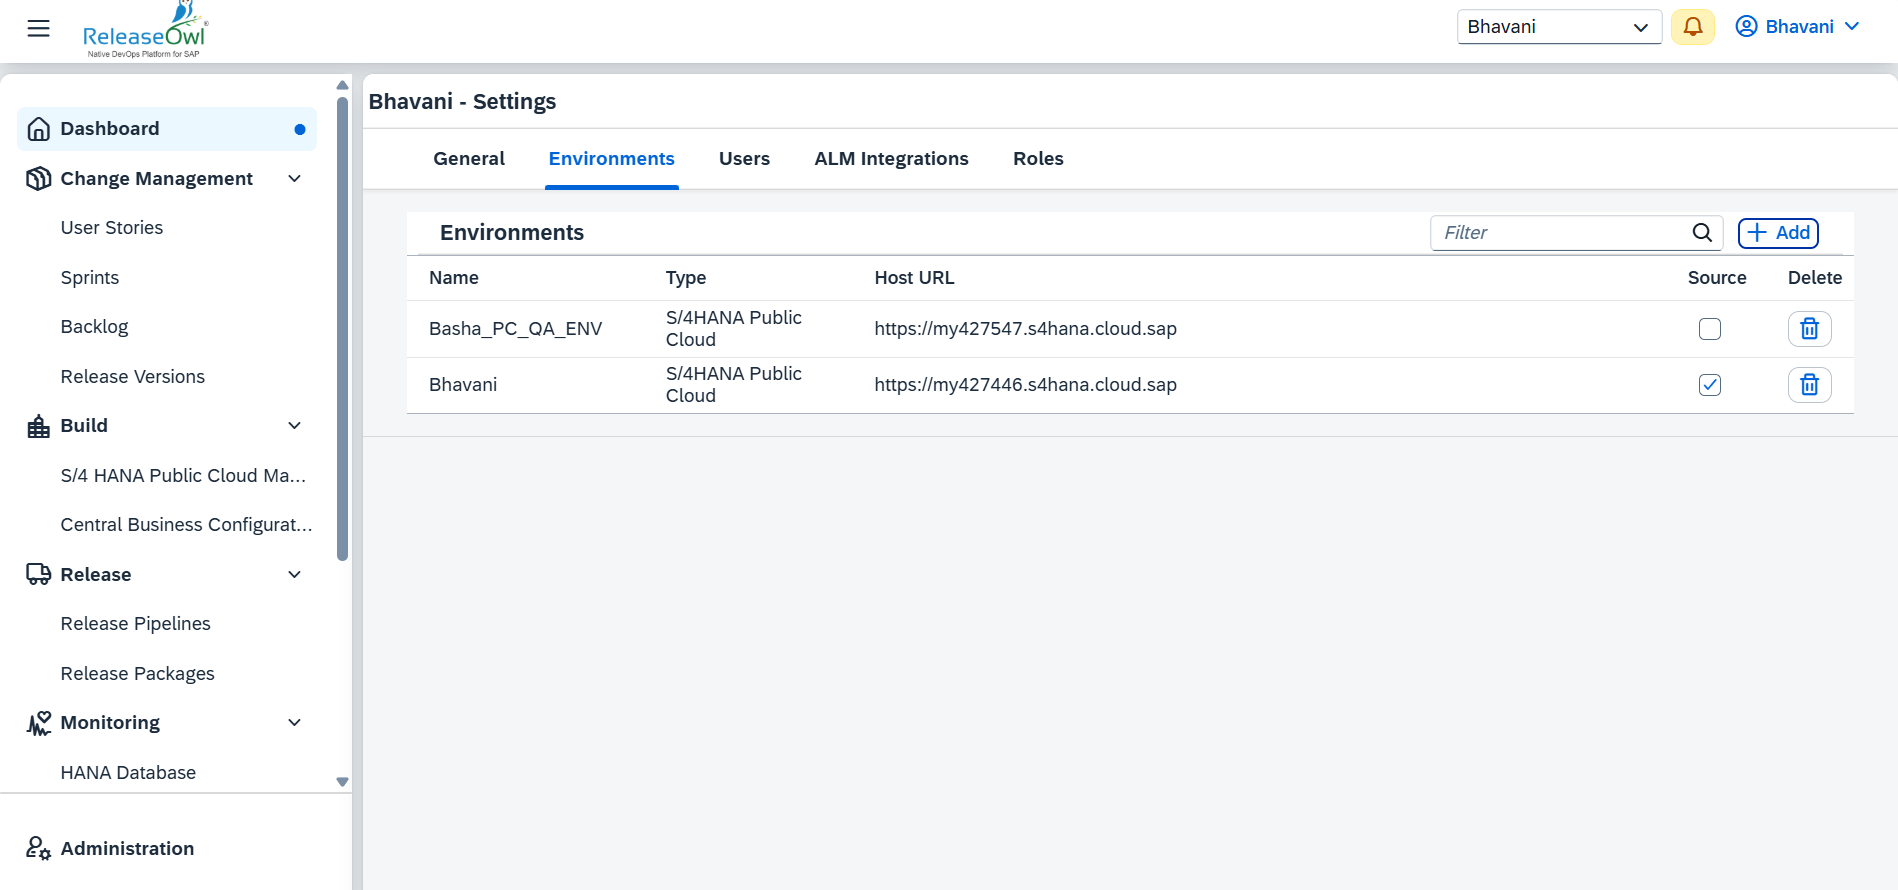 ReleaseOwl
Native DevOps Platform for SAP
Bhavani
Bhavani
Dashboard
Change Management
User Stories
Sprints
Backlog
Release Versions
Build
S/4 HANA Public Cloud Ma...
Central Business Configurat...
Release
Release Pipelines
Release Packages
Monitoring
HANA Database
Administration
Bhavani - Settings
General Environments Users ALM Integrations Roles
Environments
Filter
Add
Name Type Host URL Source Delete
Basha_PC_QA_ENV S/4HANA Public Cloud https://my427547.s4hana.cloud.sap
Bhavani S/4HANA Public Cloud https://my427446.s4hana.cloud.sap